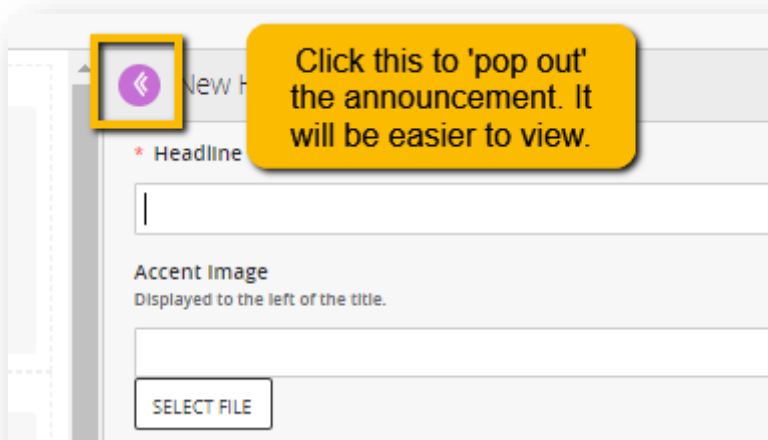 Click this to 'pop out'
the announcement. It
will be easier to view.
New H
* Headline
Accent Image
Displayed to the left of the title.
SELECT FILE